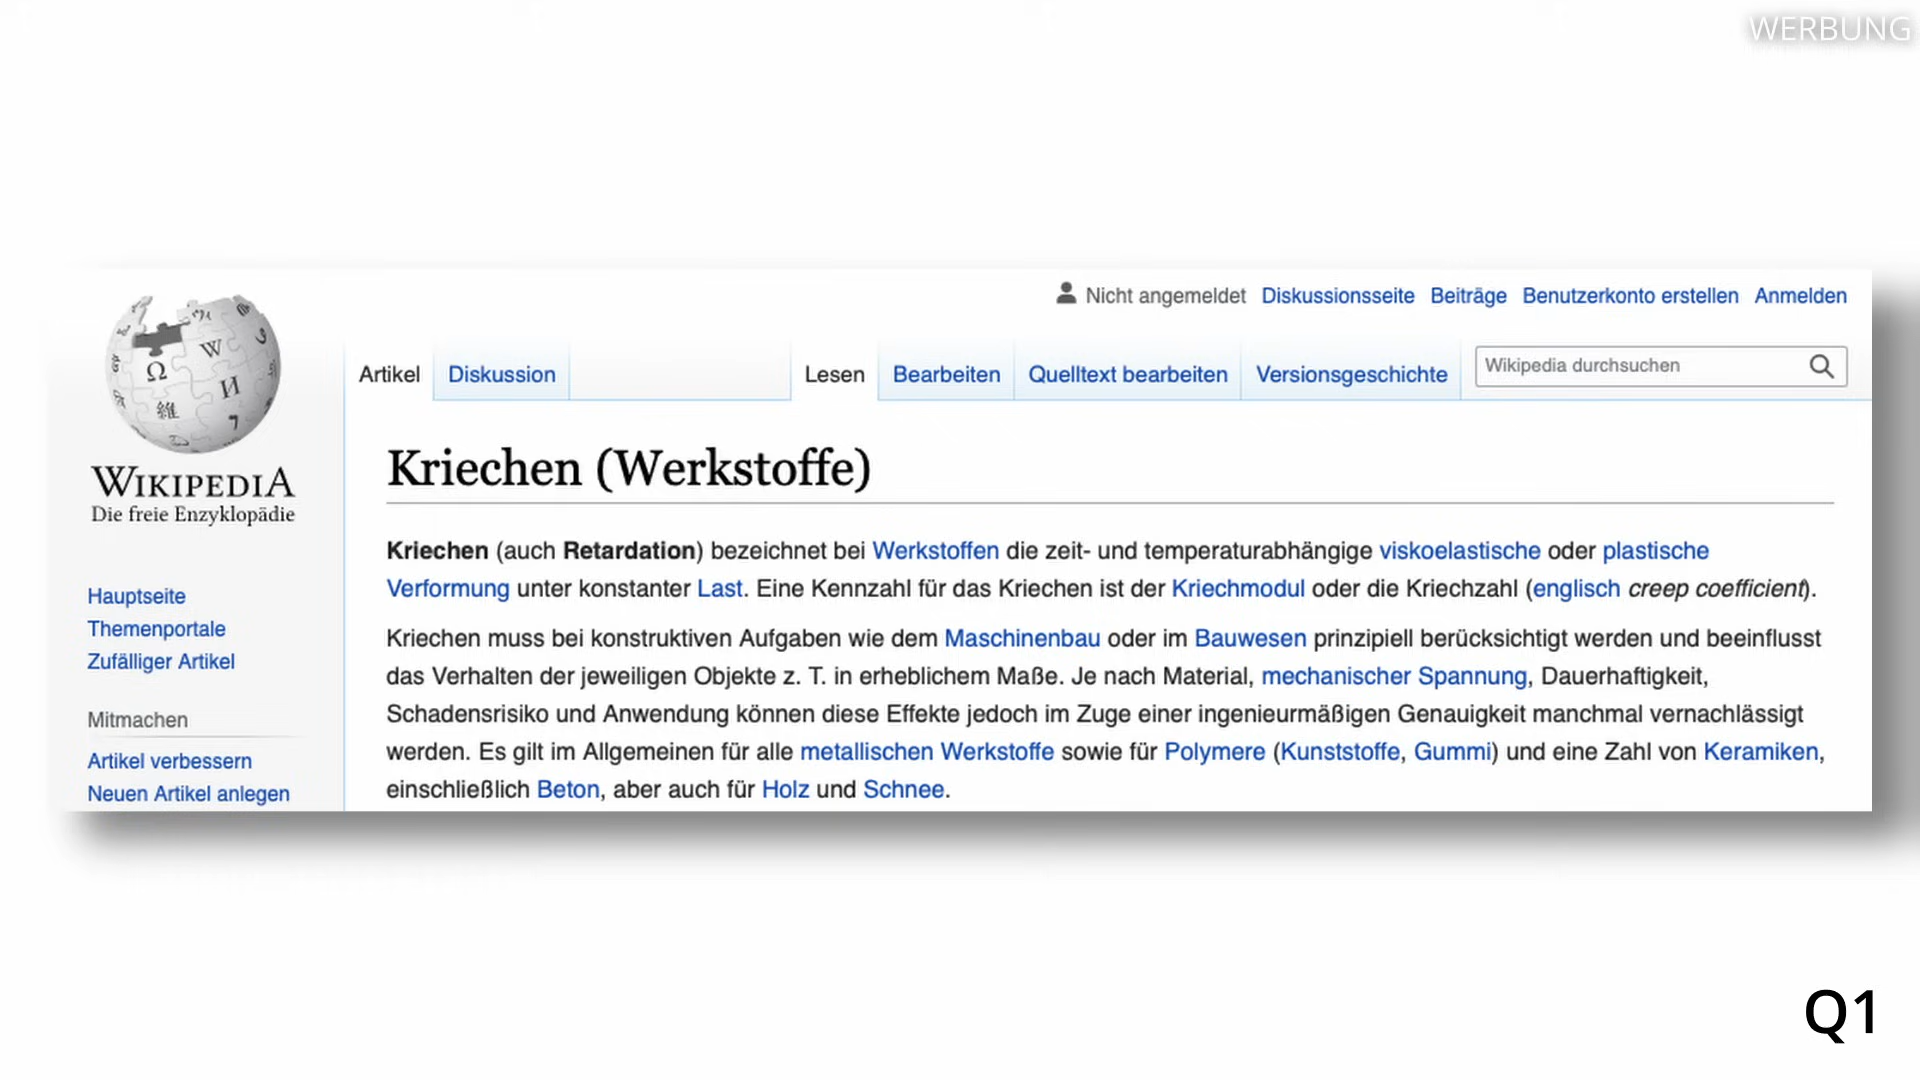 WERBUNG
Nicht angemeldet Diskussionsseite Beiträge Benutzerkonto erstellen Anmelden
Artikel Diskussion Lesen Bearbeiten Quelltext bearbeiten Versionsgeschichte Wikipedia durchsuchen
Ω W И 維
WIKIPEDIA
Die freie Enzyklopädie
Hauptseite
Themenportale
Zufälliger Artikel
Mitmachen
Artikel verbessern
Neuen Artikel anlegen
Kriechen (Werkstoffe)
Kriechen (auch Retardation) bezeichnet bei Werkstoffen die zeit- und temperaturabhängige viskoelastische oder plastische
Verformung unter konstanter Last. Eine Kennzahl für das Kriechen ist der Kriechmodul oder die Kriechzahl (englisch creep coefficient).
Kriechen muss bei konstruktiven Aufgaben wie dem Maschinenbau oder im Bauwesen prinzipiell berücksichtigt werden und beeinflusst
das Verhalten der jeweiligen Objekte z. T. in erheblichem Maße. Je nach Material, mechanischer Spannung, Dauerhaftigkeit,
Schadensrisiko und Anwendung können diese Effekte jedoch im Zuge einer ingenieurmäßigen Genauigkeit manchmal vernachlässigt
werden. Es gilt im Allgemeinen für alle metallischen Werkstoffe sowie für Polymere (Kunststoffe, Gummi) und eine Zahl von Keramiken,
einschließlich Beton, aber auch für Holz und Schnee.
Q1